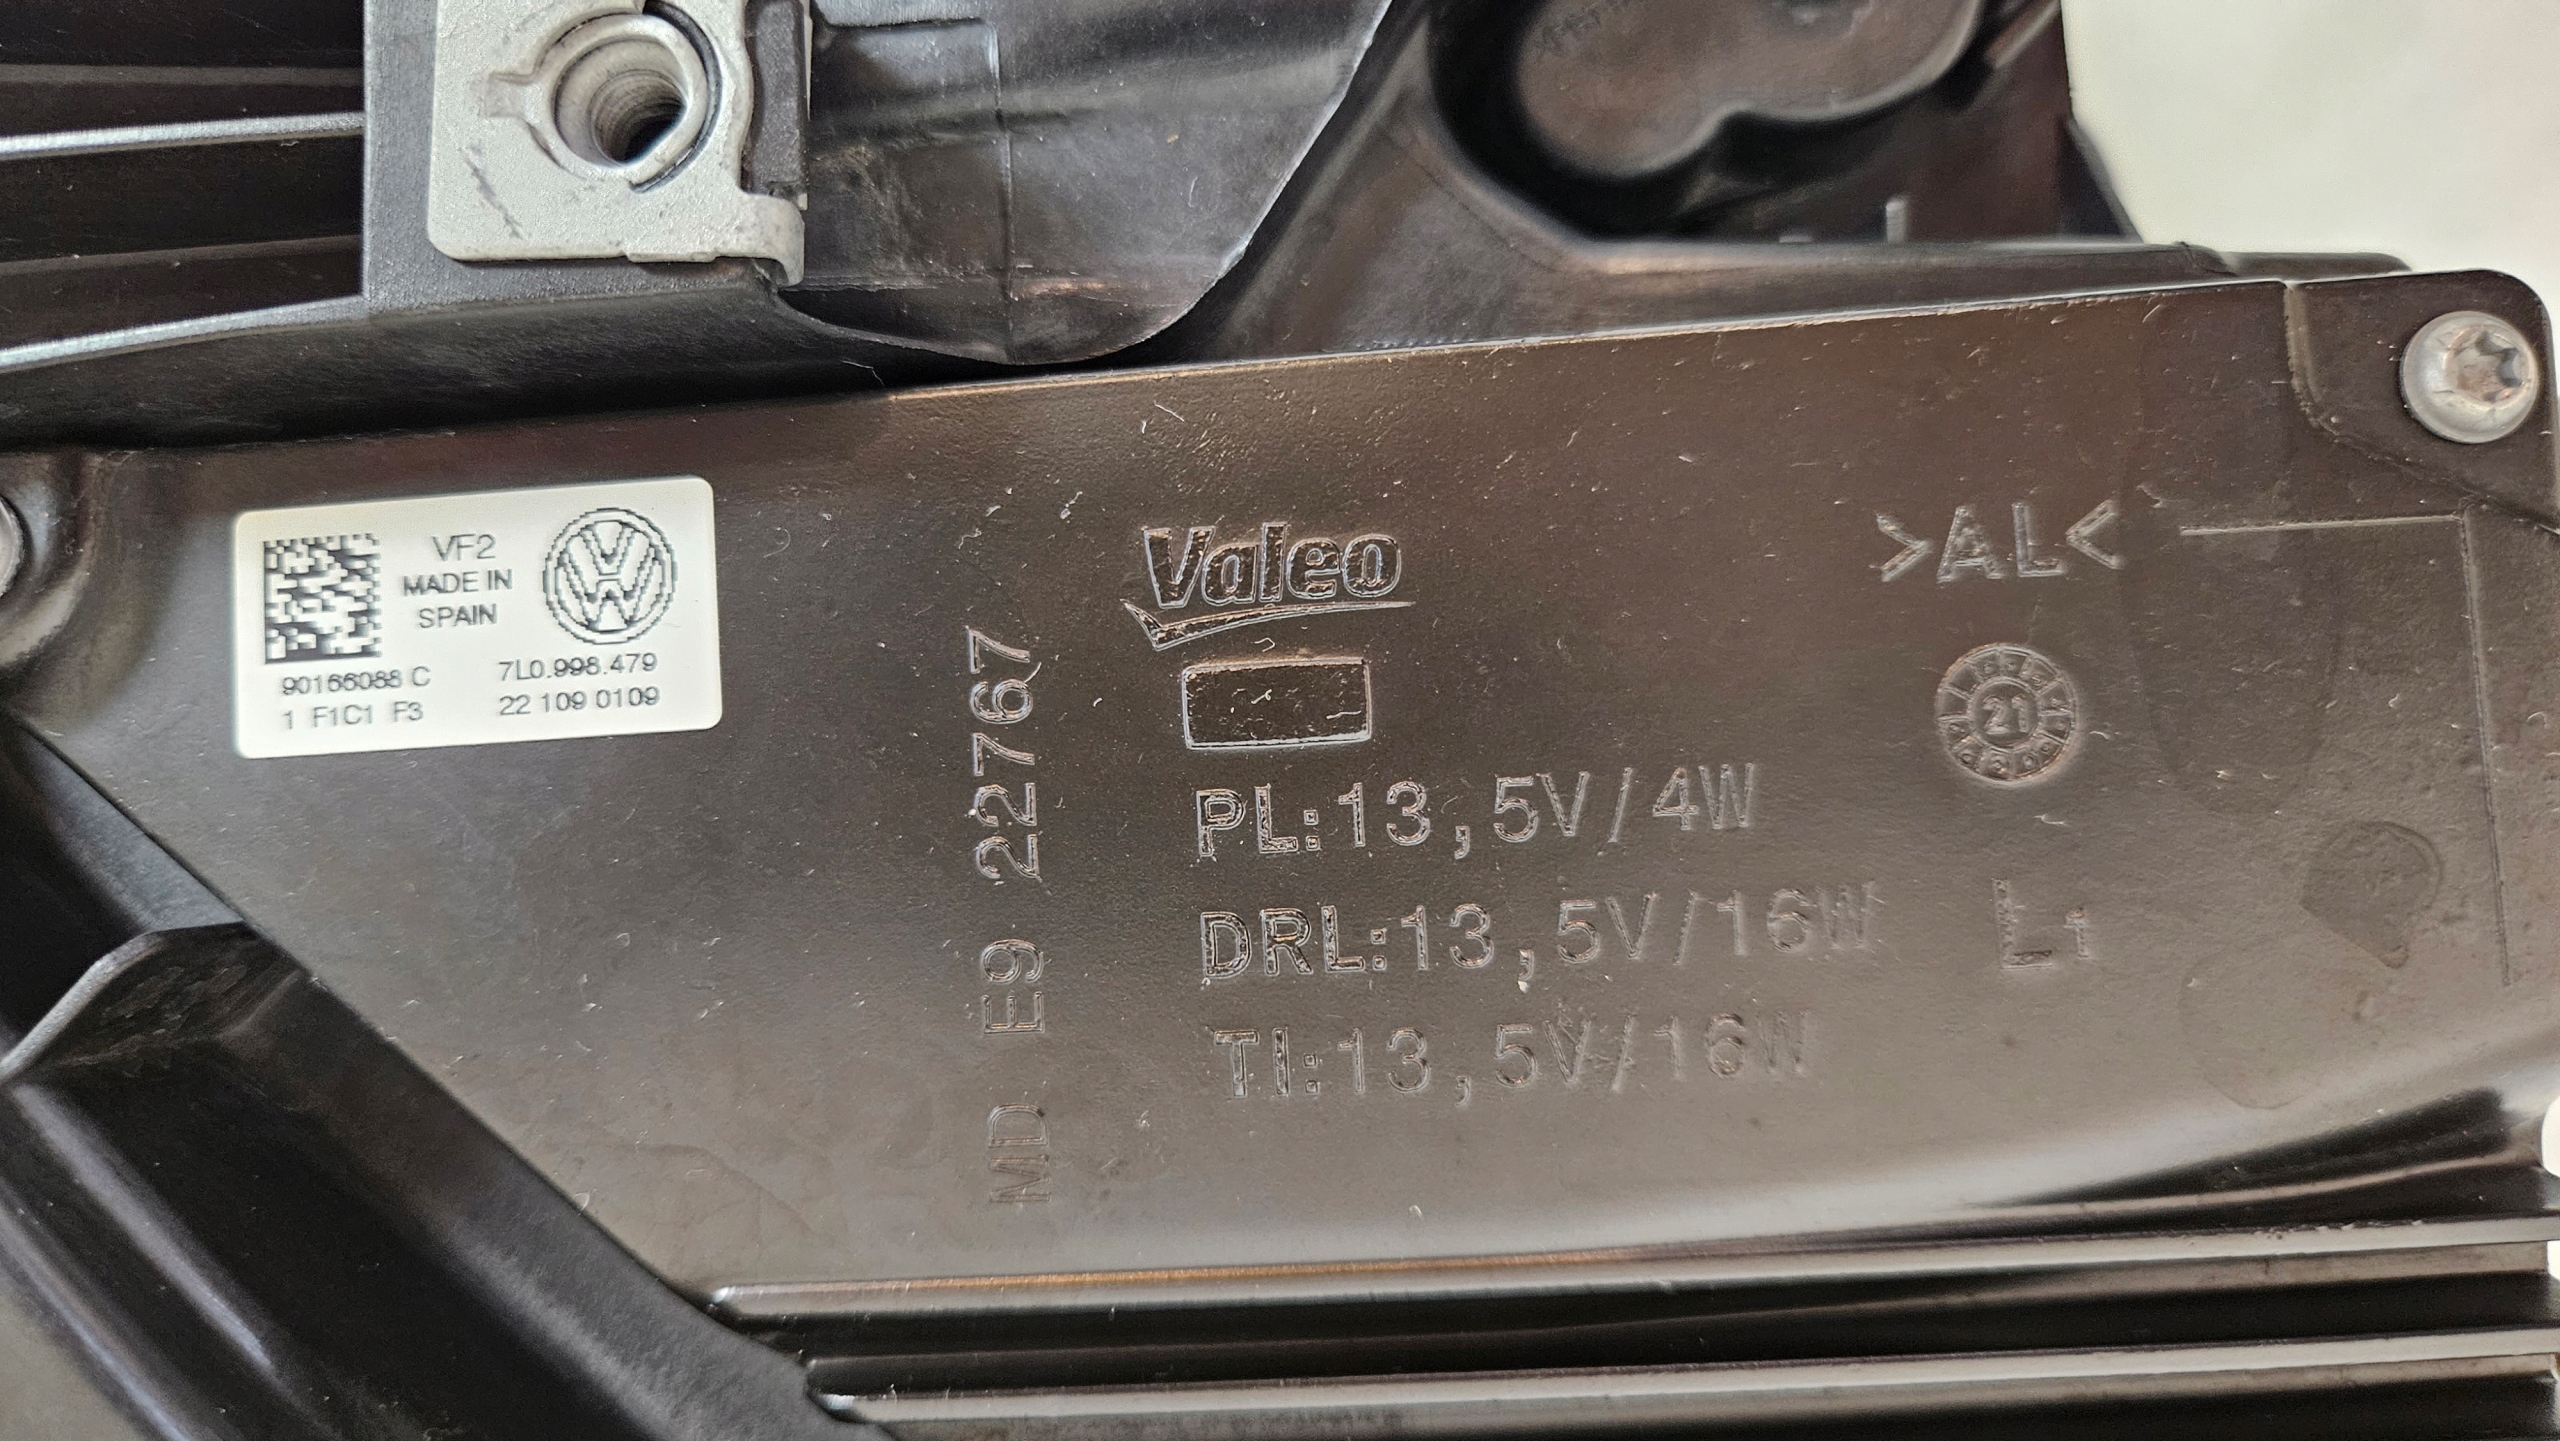 VF2
MADE IN
SPAIN
90166088 C 7L0.998.479
1 F1C1 F3 22 109 0109
MD E9 22767
Valeo
PL:13,5V/4W
DRL:13,5V/16W
TI:13,5V/16W
>AL<
21
L1